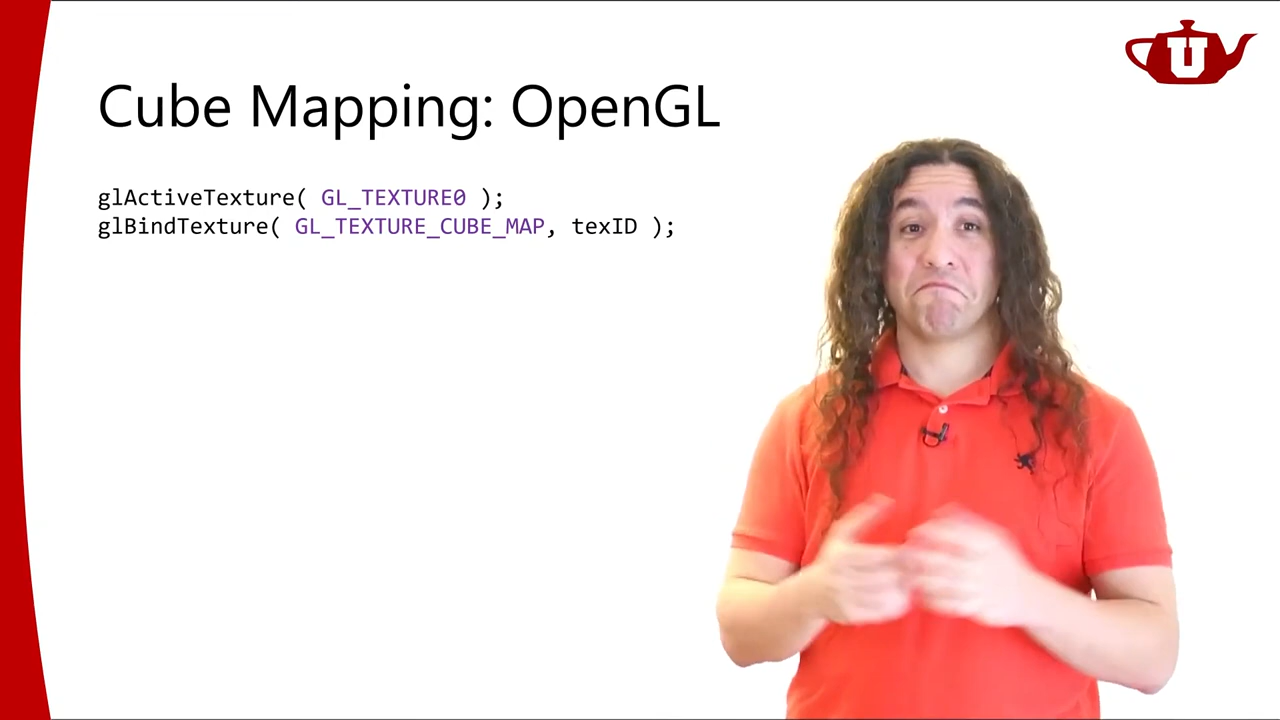 U
Cube Mapping: OpenGL
glActiveTexture( GL_TEXTURE0 );
glBindTexture( GL_TEXTURE_CUBE_MAP, texID );